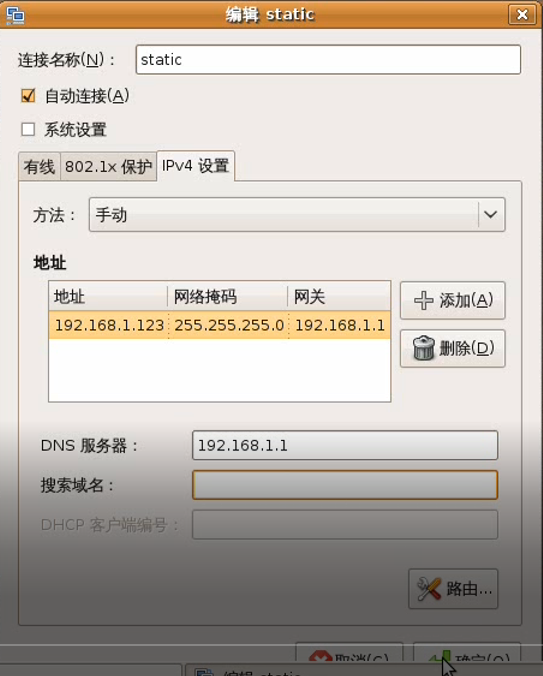 编辑 static
连接名称(N)： static
自动连接(A)
系统设置
有线 802.1x 保护 IPv4 设置
方法： 手动
地址
地址 网络掩码 网关
192.168.1.123 255.255.255.0 192.168.1.1
添加(A)
删除(D)
DNS 服务器： 192.168.1.1
搜索域名：
DHCP 客户端编号：
路由...
取消(C) 确定(O)
编辑 static